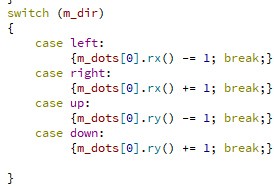 }
switch (m_dir)
{
case left:
{m_dots[0].rx() -= 1; break;}
case right:
{m_dots[0].rx() += 1; break;}
case up:
{m_dots[0].ry() -= 1; break;}
case down:
{m_dots[0].ry() += 1; break;}
}